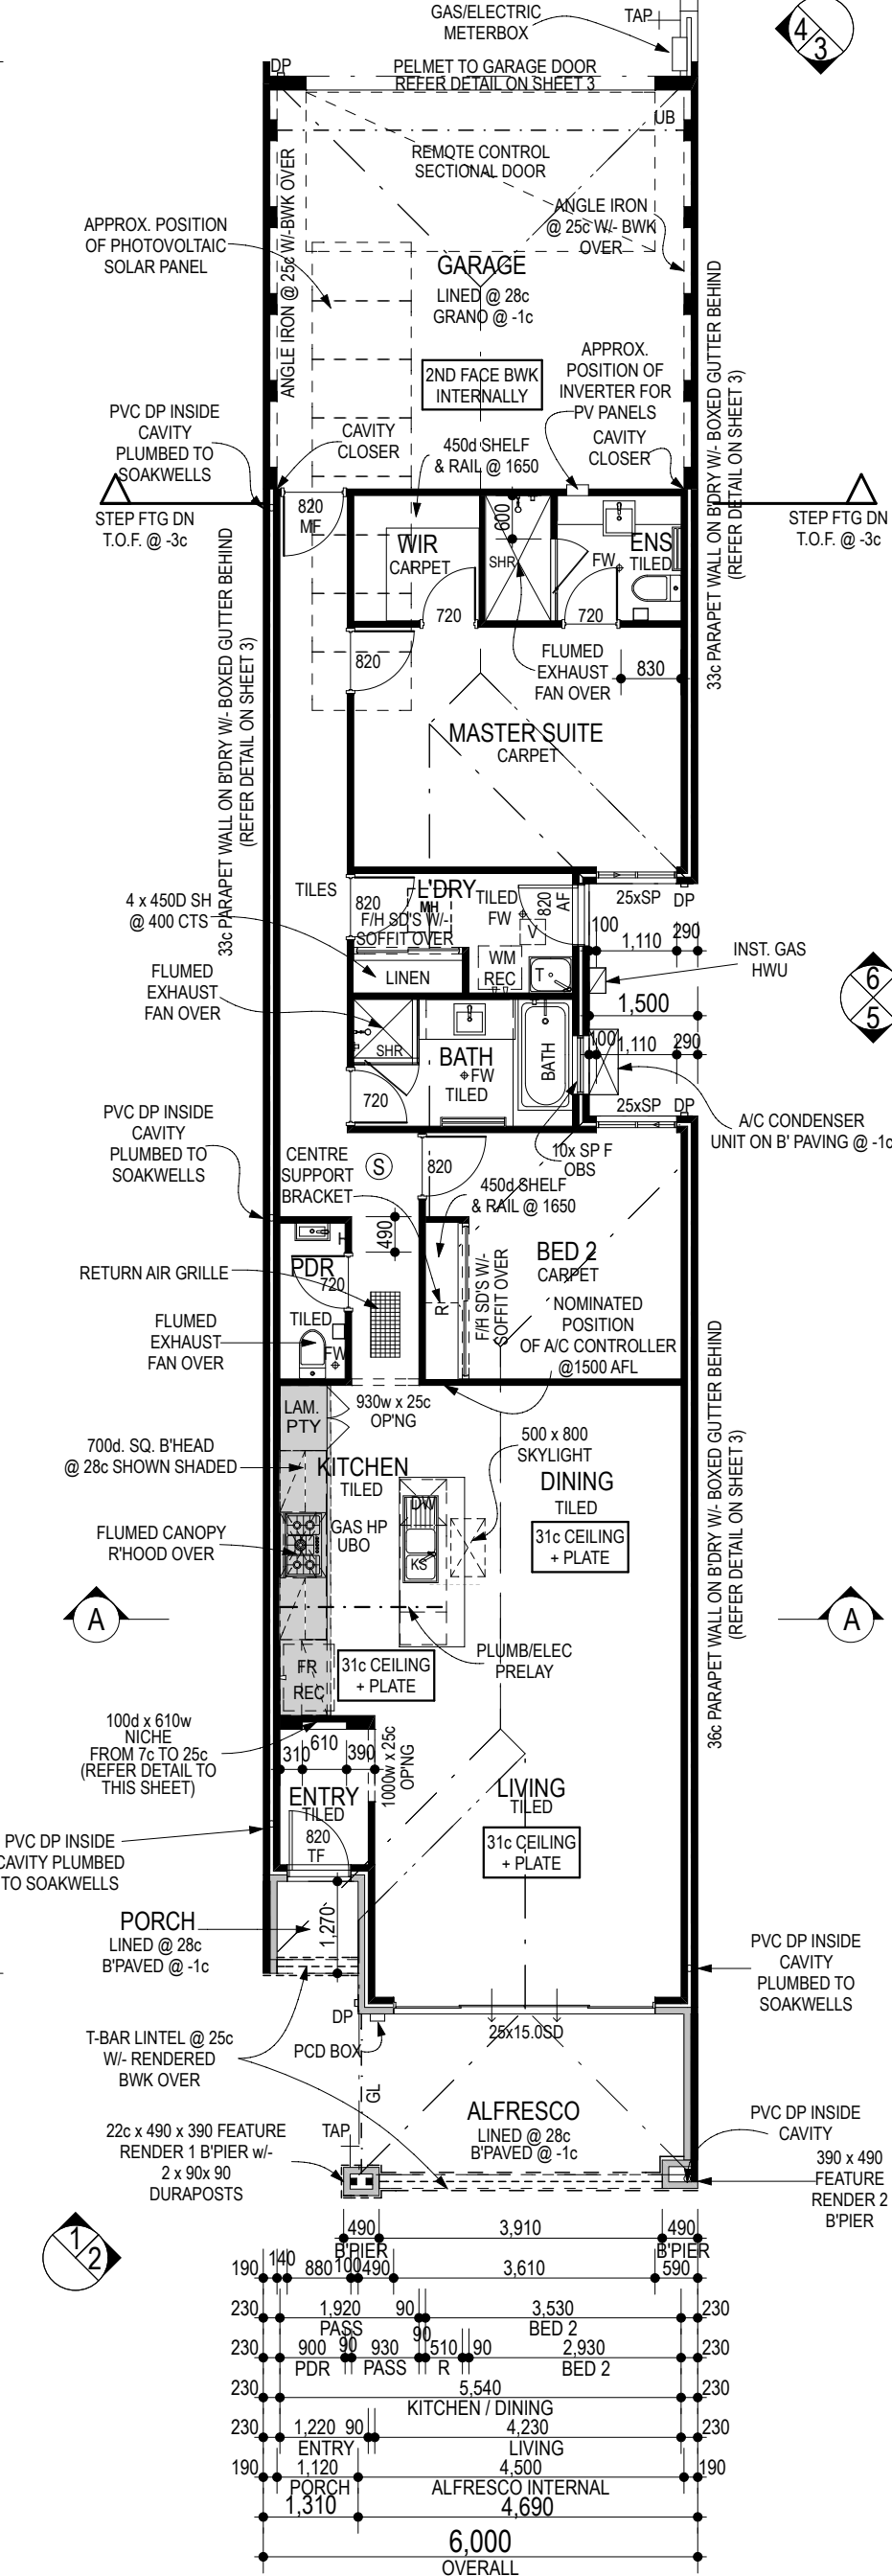 GAS/ELECTRIC
METERBOX
TAP
4
3
DP
PELMET TO GARAGE DOOR
REFER DETAIL ON SHEET 3
UB
REMOTE CONTROL
SECTIONAL DOOR
ANGLE IRON @ 25c W/-BWK OVER
ANGLE IRON
@ 25c W/- BWK
OVER
APPROX. POSITION
OF PHOTOVOLTAIC
SOLAR PANEL
GARAGE
LINED @ 28c
GRANO @ -1c
33c PARAPET WALL ON B'DRY W/- BOXED GUTTER BEHIND
(REFER DETAIL ON SHEET 3)
2ND FACE BWK
INTERNALLY
APPROX.
POSITION OF
INVERTER FOR
PV PANELS
PVC DP INSIDE
CAVITY
PLUMBED TO
SOAKWELLS
CAVITY
CLOSER
450d SHELF
& RAIL @ 1650
CAVITY
CLOSER
STEP FTG DN
T.O.F. @ -3c
820
MF
600
STEP FTG DN
T.O.F. @ -3c
WIR
CARPET
SHR
FW
ENS
TILED
33c PARAPET WALL ON B'DRY W/- BOXED GUTTER BEHIND
(REFER DETAIL ON SHEET 3)
720
720
820
FLUMED
EXHAUST
FAN OVER
830
MASTER SUITE
CARPET
TILES
4 x 450D SH
@ 400 CTS
820
L'DRY
MH
TILED
FW
820
AF
F/H SD'S W/-
SOFFIT OVER
V
25xSP
DP
100
1,110
290
INST. GAS
HWU
LINEN
WM
REC
T
FLUMED
EXHAUST
FAN OVER
1,500
6
5
SHR
BATH
FW
TILED
BATH
100
1,110
290
720
25xSP
DP
A/C CONDENSER
UNIT ON B' PAVING @ -1c
PVC DP INSIDE
CAVITY
PLUMBED TO
SOAKWELLS
CENTRE
SUPPORT
BRACKET
S
820
10x SP F
OBS
450d SHELF
& RAIL @ 1650
490
H
PDR
720
BED 2
CARPET
RETURN AIR GRILLE
R
F/H SD'S W/-
SOFFIT OVER
NOMINATED
POSITION
OF A/C CONTROLLER
@1500 AFL
FLUMED
EXHAUST
FAN OVER
TILED
FW
36c PARAPET WALL ON B'DRY W/- BOXED GUTTER BEHIND
(REFER DETAIL ON SHEET 3)
LAM.
PTY
930w x 25c
OP'NG
700d. SQ. B'HEAD
@ 28c SHOWN SHADED
KITCHEN
TILED
500 x 800
SKYLIGHT
DINING
TILED
DW
FLUMED CANOPY
R'HOOD OVER
GAS HP
UBO
KS
31c CEILING
+ PLATE
A
A
PLUMB/ELEC
PRELAY
FR
REC
31c CEILING
+ PLATE
100d x 610w
NICHE
FROM 7c TO 25c
(REFER DETAIL TO
THIS SHEET)
310
610
390
1000w x 25c
OP'NG
ENTRY
TILED
LIVING
TILED
820
TF
31c CEILING
+ PLATE
PVC DP INSIDE
CAVITY PLUMBED
TO SOAKWELLS
PORCH
LINED @ 28c
B'PAVED @ -1c
1,270
PVC DP INSIDE
CAVITY
PLUMBED TO
SOAKWELLS
DP
25x15.0SD
T-BAR LINTEL @ 25c
W/- RENDERED
BWK OVER
PCD BOX
GL
ALFRESCO
LINED @ 28c
B'PAVED @ -1c
22c x 490 x 390 FEATURE
RENDER 1 B'PIER w/-
2 x 90x 90
DURAPOSTS
TAP
PVC DP INSIDE
CAVITY
390 x 490
FEATURE
RENDER 2
B'PIER
1
2
490
3,910
490
B'PIER
B'PIER
190
140
880
100
490
3,610
590
230
1,920
90
3,530
230
PASS
BED 2
230
900
90
930
90
510
90
2,930
230
PDR
PASS
R
BED 2
230
5,540
230
KITCHEN / DINING
230
1,220
90
4,230
230
ENTRY
LIVING
190
1,120
4,500
190
PORCH
ALFRESCO INTERNAL
1,310
4,690
6,000
OVERALL